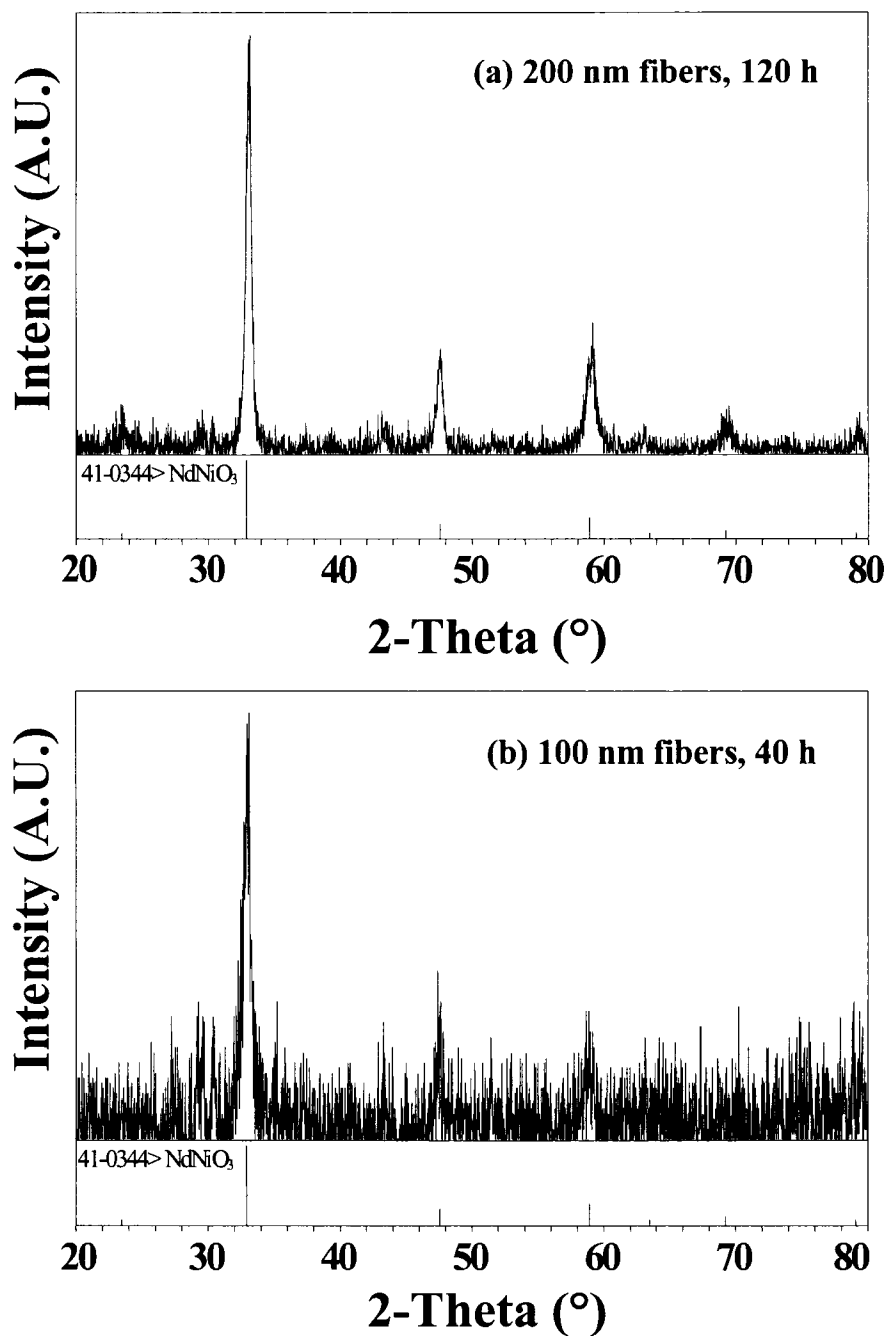 (a) 200 nm fibers, 120 h
Intensity (A.U.)
41-0344> NdNiO₃
20 30 40 50 60 70 80
2-Theta (°)
(b) 100 nm fibers, 40 h
Intensity (A.U.)
41-0344> NdNiO₃
20 30 40 50 60 70 80
2-Theta (°)